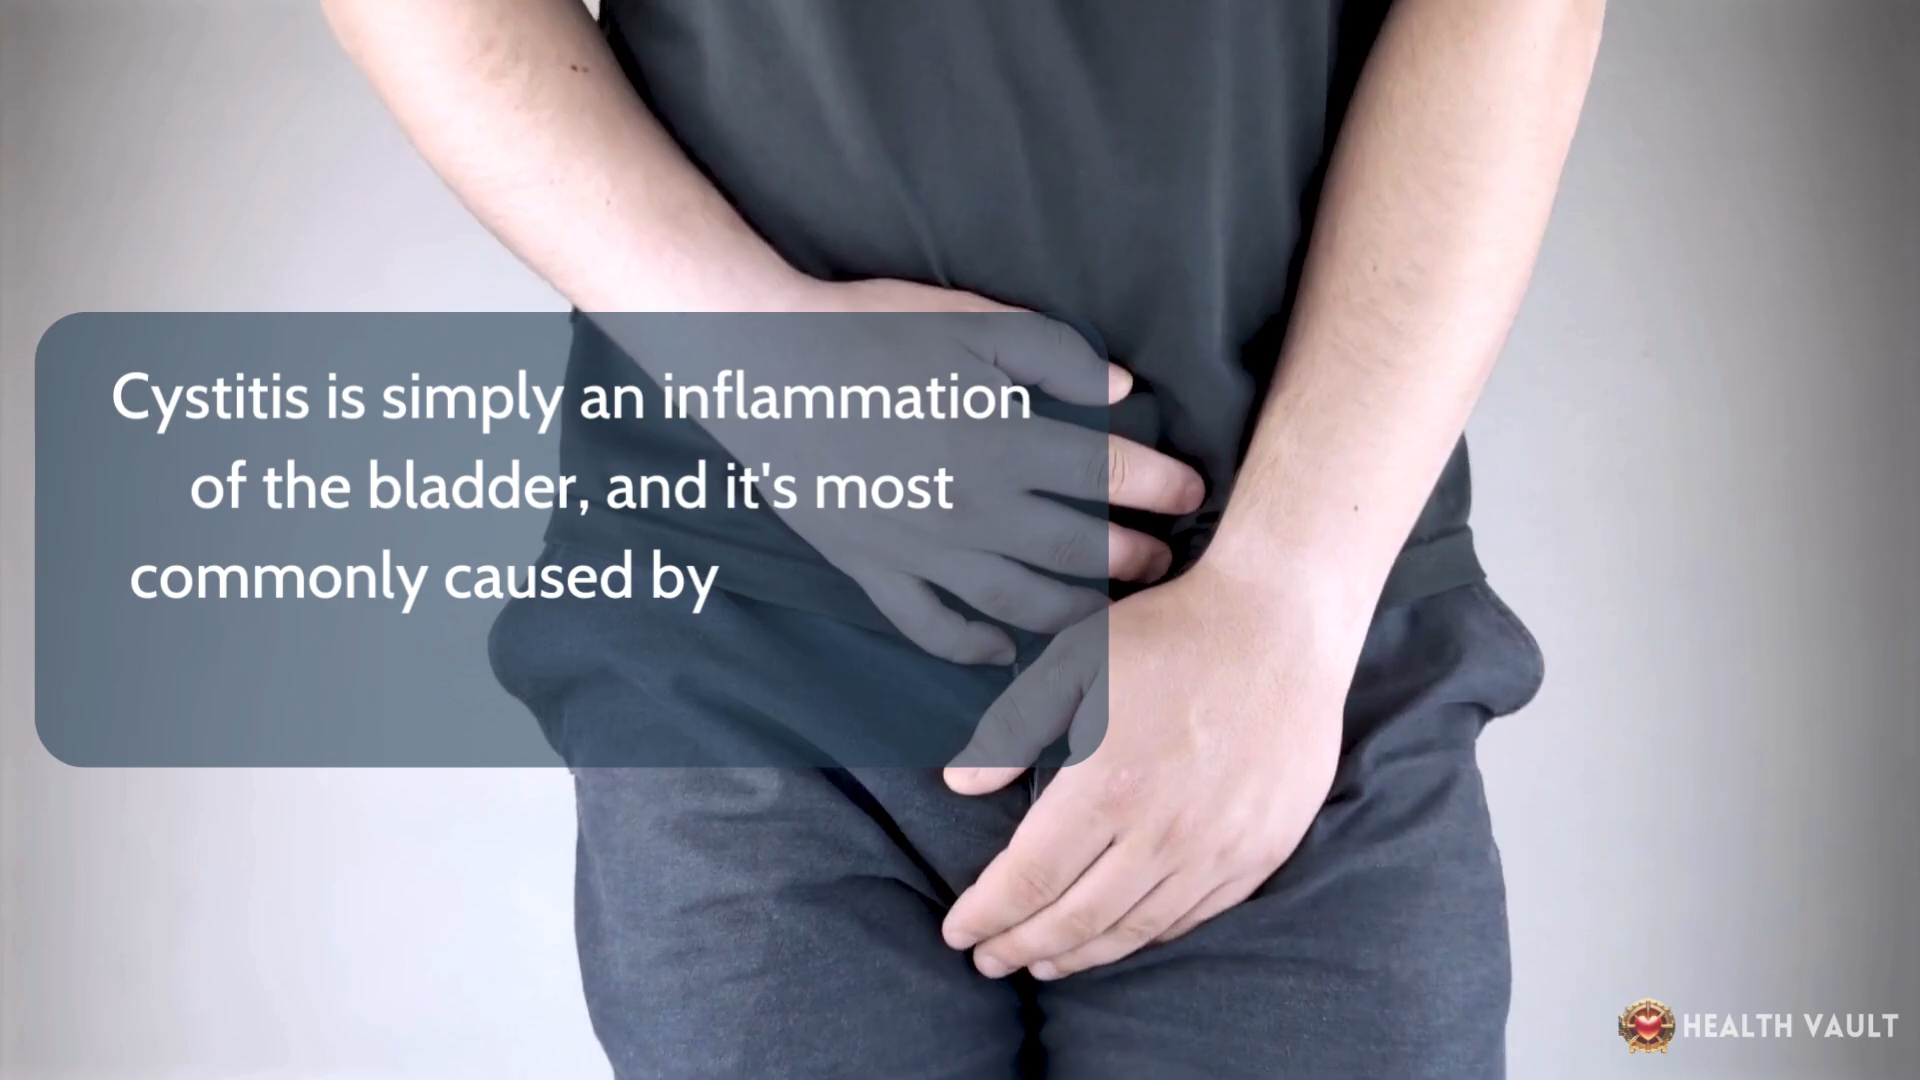 Cystitis is simply an inflammation
of the bladder, and it's most
commonly caused by
HEALTH VAULT